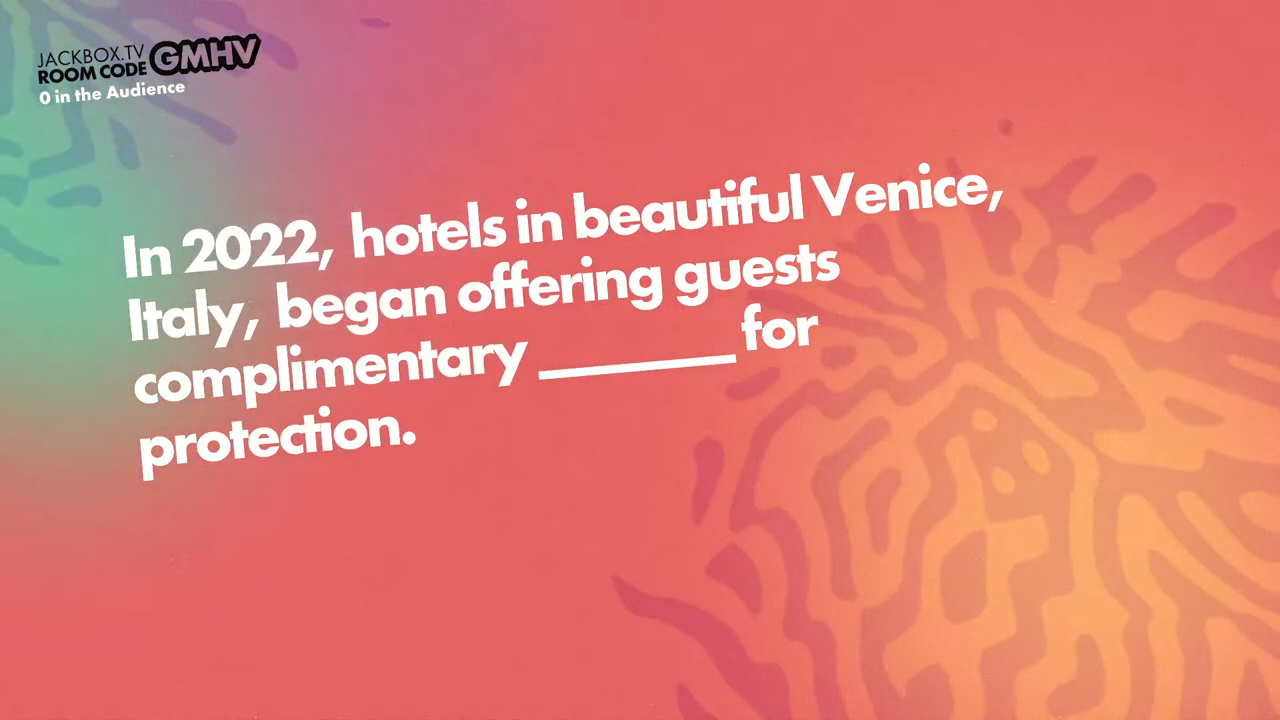 JACKBOX.TV
ROOM CODE GMHV
0 in the Audience
In 2022, hotels in beautiful Venice,
Italy, began offering guests
complimentary ________ for
protection.